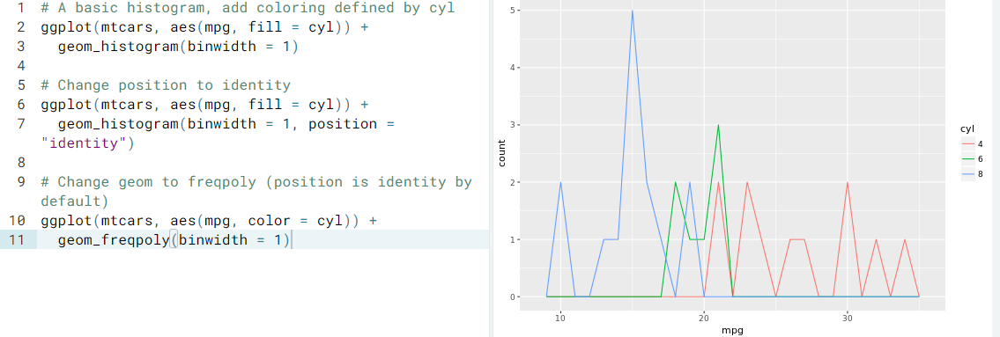 1 # A basic histogram, add coloring defined by cyl
2 ggplot(mtcars, aes(mpg, fill = cyl)) +
3   geom_histogram(binwidth = 1)
4
5 # Change position to identity
6 ggplot(mtcars, aes(mpg, fill = cyl)) +
7   geom_histogram(binwidth = 1, position =
"identity")
8
9 # Change geom to freqpoly (position is identity by
default)
10 ggplot(mtcars, aes(mpg, color = cyl)) +
11   geom_freqpoly(binwidth = 1)
5
4
3
2
1
0
count
10 20 30
mpg
cyl
4
6
8